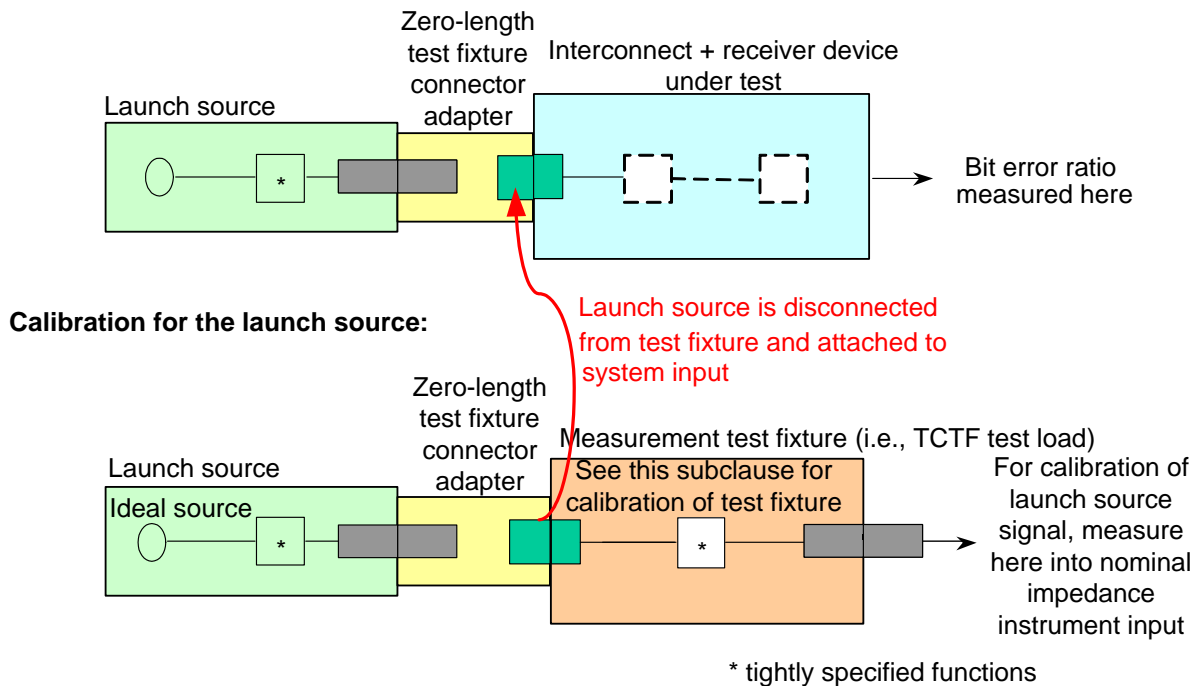 Zero-length
test fixture
connector
adapter
Interconnect + receiver device
under test
Launch source
*
Bit error ratio
measured here
Launch source is disconnected
from test fixture and attached to
system input
Calibration for the launch source:
Zero-length
test fixture
connector
adapter
Measurement test fixture (i.e., TCTF test load)
See this subclause for
calibration of test fixture
Launch source
Ideal source
*
*
For calibration of
launch source
signal, measure
here into nominal
impedance
instrument input
* tightly specified functions